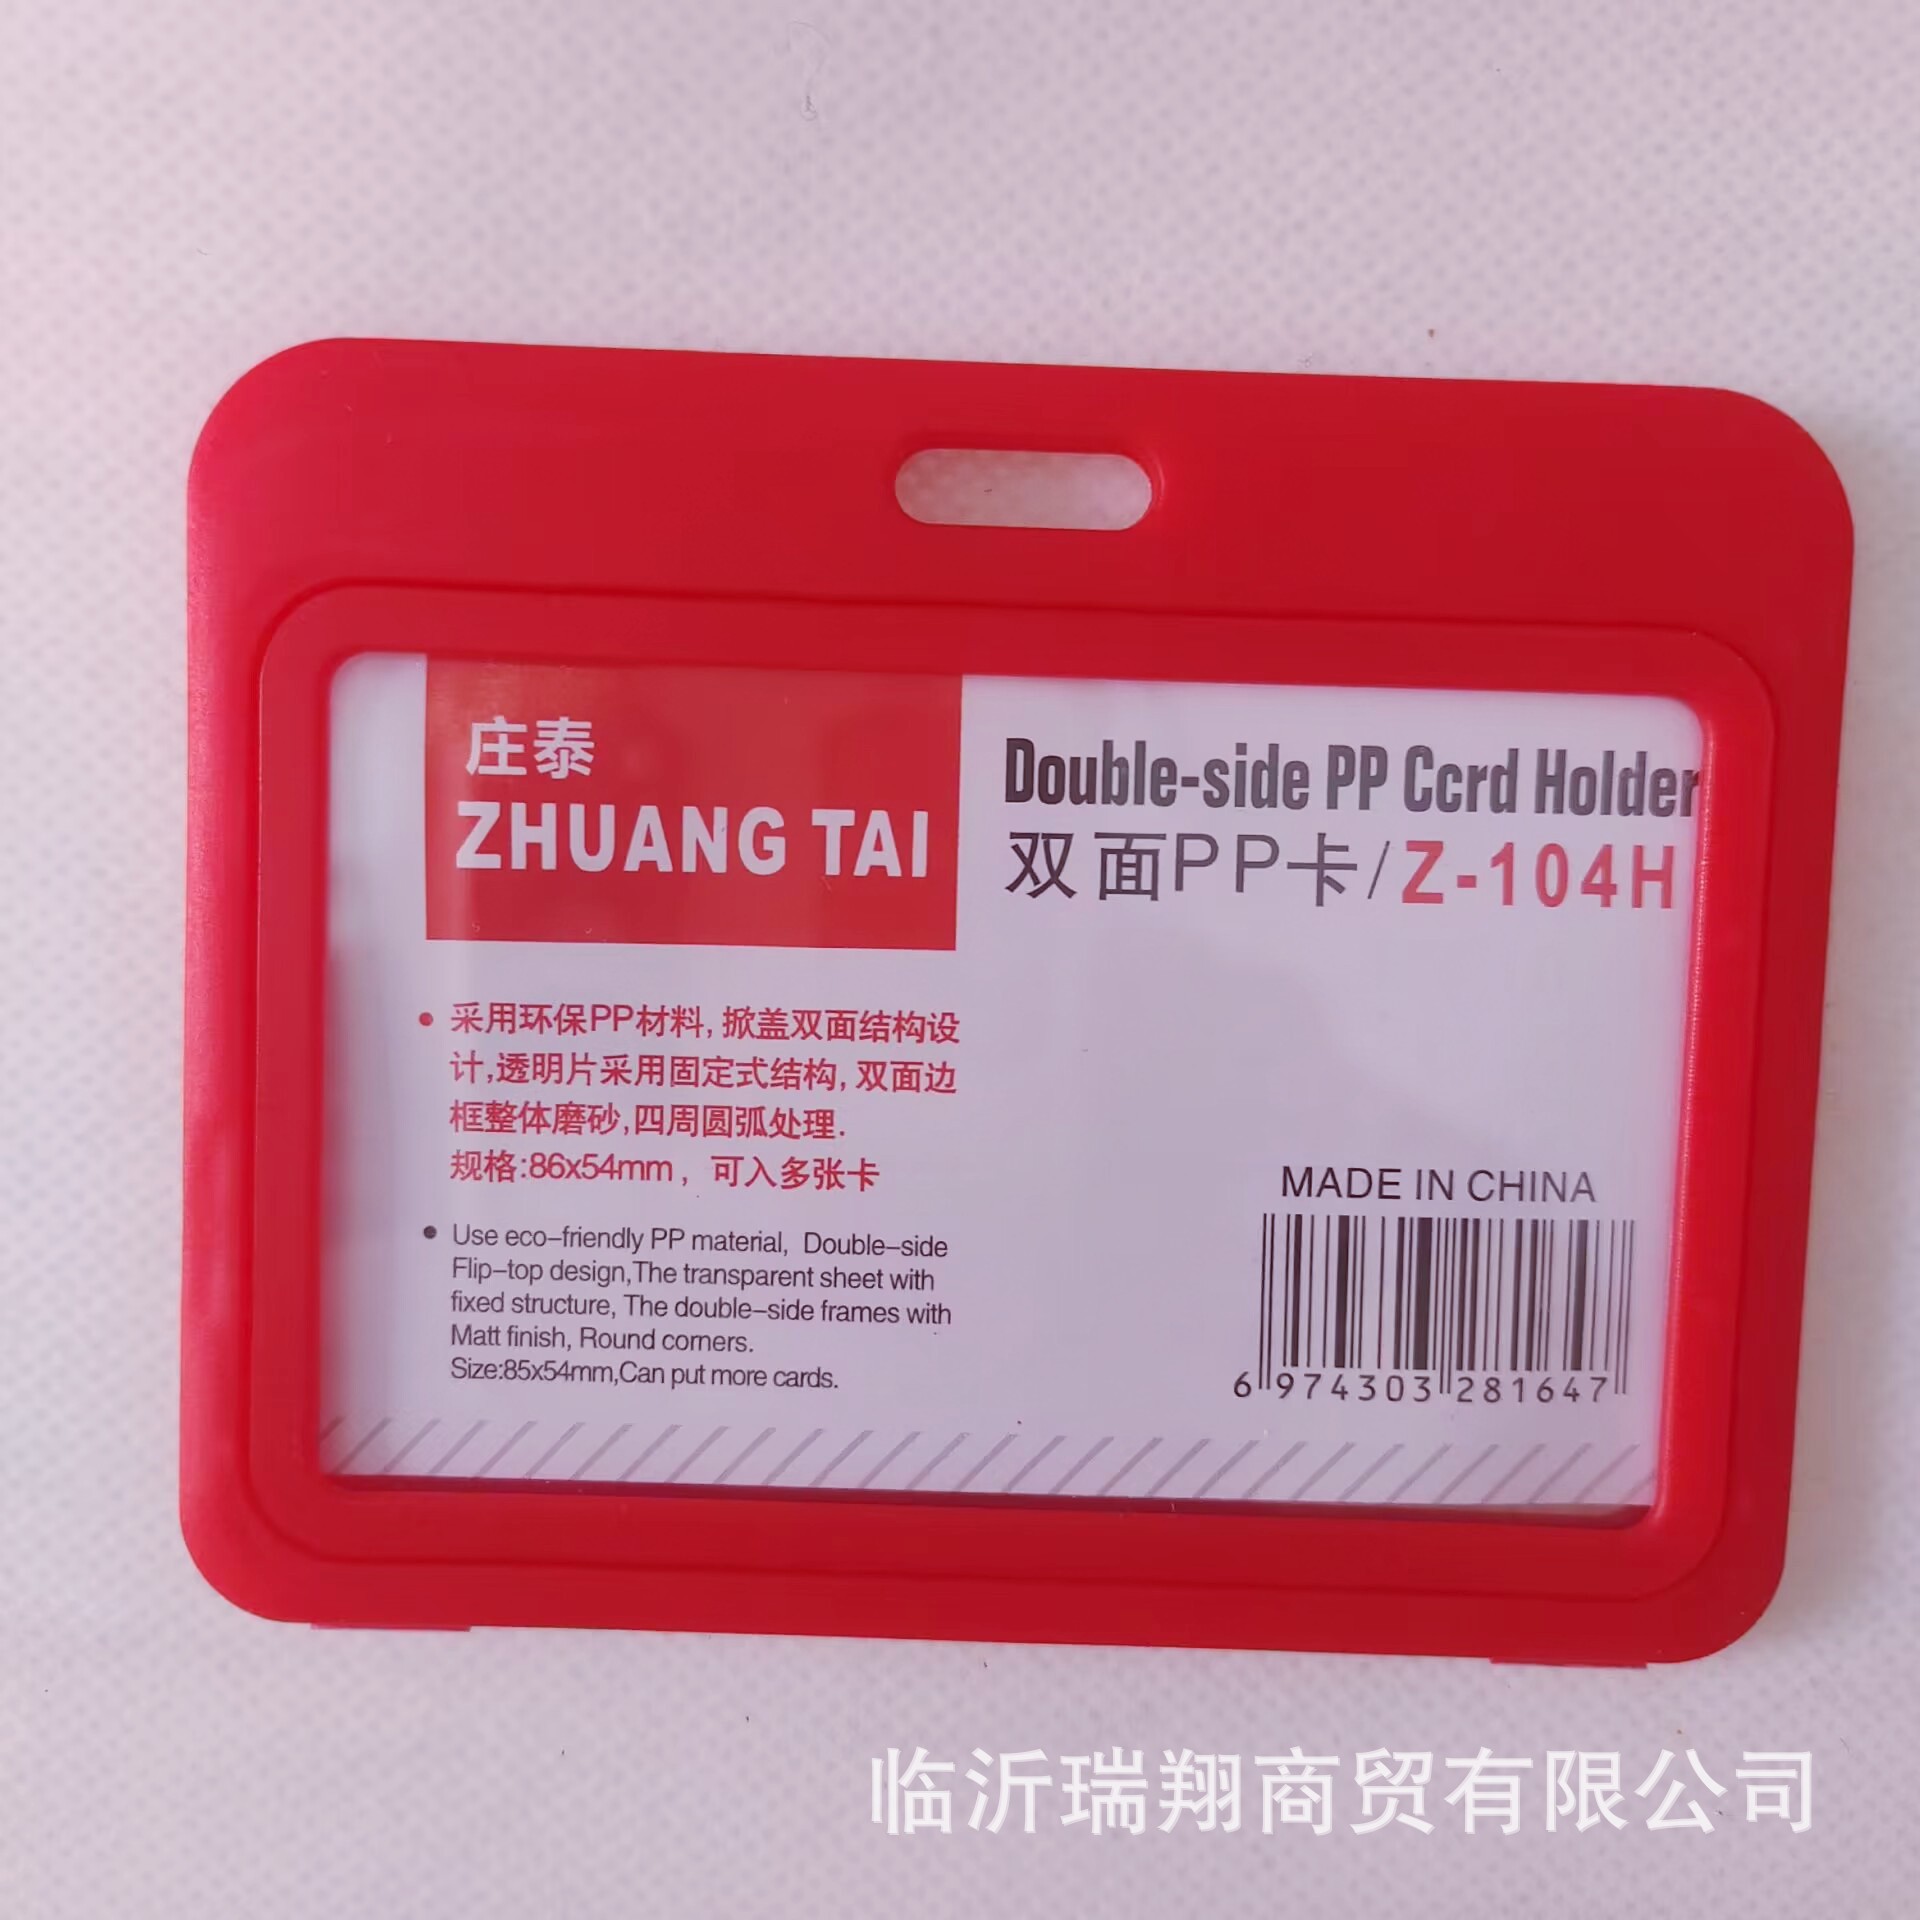 庄泰
ZHUANG TAI
Double-side PP Ccrd Holder
双面PP卡/Z-104H
采用环保PP材料,掀盖双面结构设
计,透明片采用固定式结构,双面边
框整体磨砂,四周圆弧处理.
规格:86x54mm，可入多张卡
Use eco-friendly PP material, Double-side
Flip-top design,The transparent sheet with
fixed structure, The double-side frames with
Matt finish, Round corners.
Size:85x54mm,Can put more cards.
MADE IN CHINA
6 974303 281647
临沂瑞翔商贸有限公司